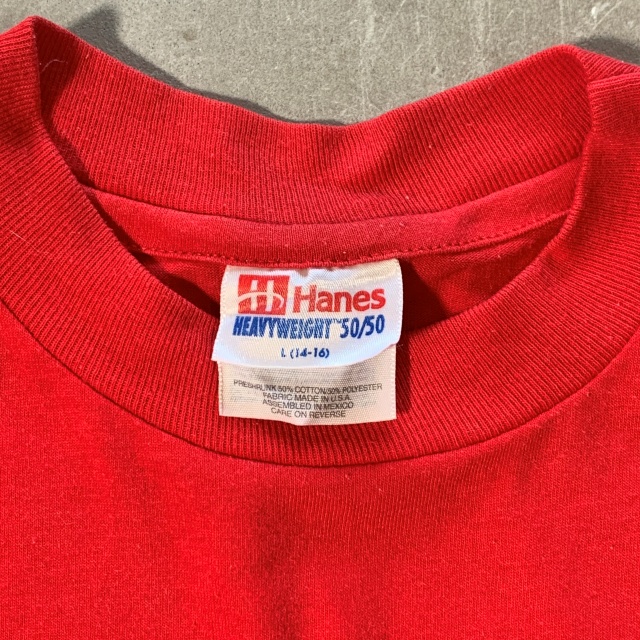 H Hanes
HEAVYWEIGHT™ 50/50
L (14-16)
PRESHRUNK 50% COTTON/50% POLYESTER
FABRIC MADE IN U.S.A.
ASSEMBLED IN MEXICO
CARE ON REVERSE